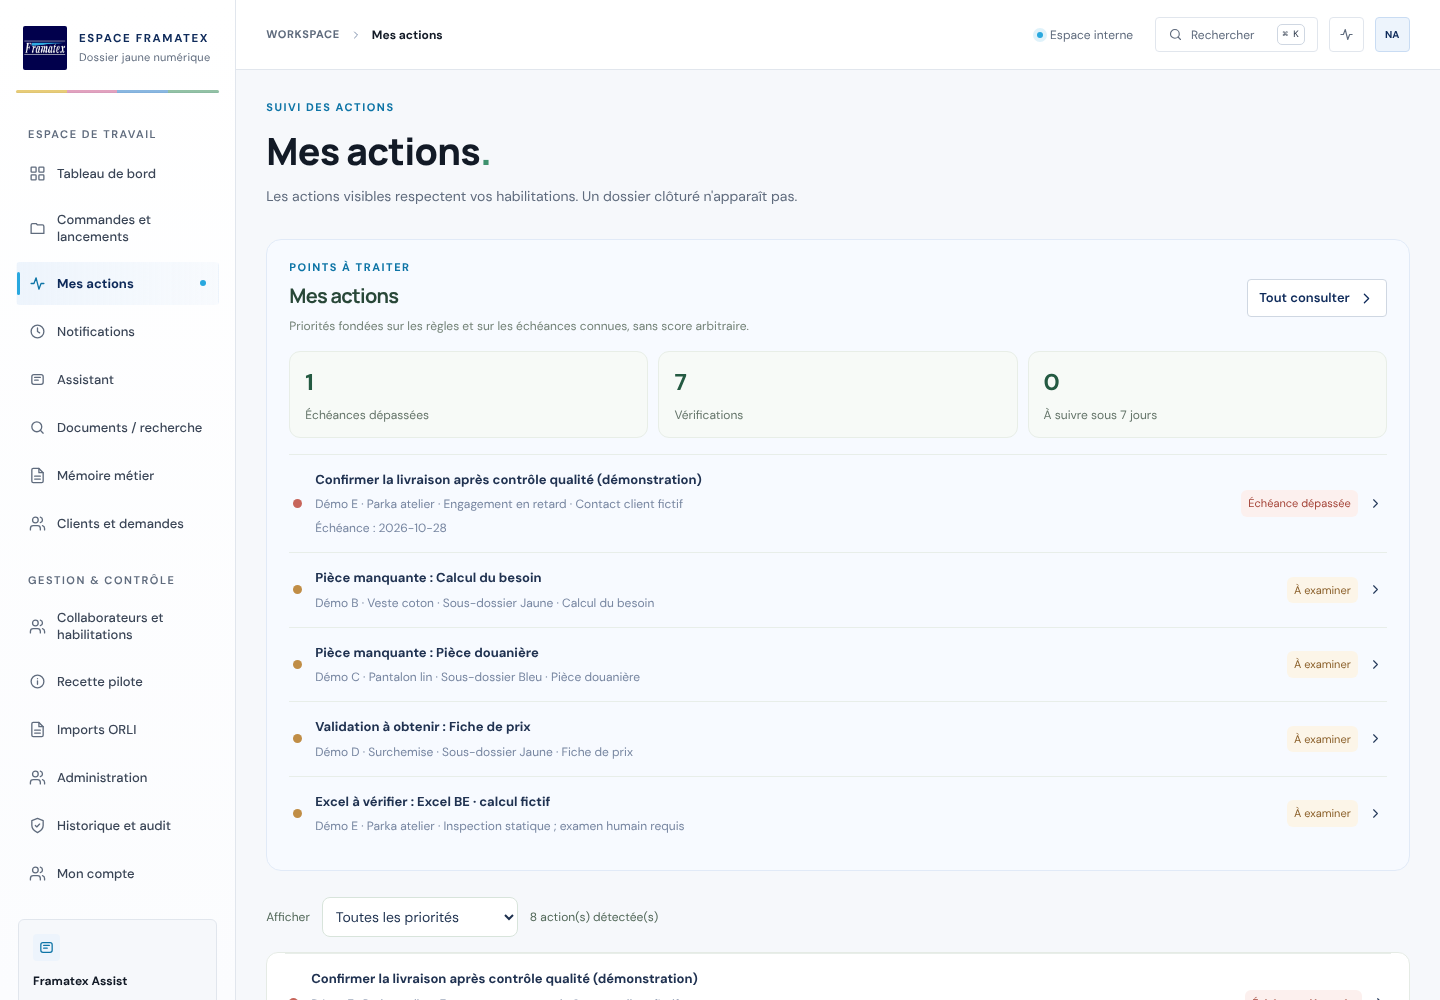 Framatex
ESPACE FRAMATEX
Dossier jaune numérique
ESPACE DE TRAVAIL
Tableau de bord
Commandes et
lancements
Mes actions
Notifications
Assistant
Documents / recherche
Mémoire métier
Clients et demandes
GESTION & CONTRÔLE
Collaborateurs et
habilitations
Recette pilote
Imports ORLI
Administration
Historique et audit
Mon compte
Framatex Assist
WORKSPACE
Mes actions
Espace interne
Rechercher
⌘ K
NA
SUIVI DES ACTIONS
Mes actions.
Les actions visibles respectent vos habilitations. Un dossier clôturé n'apparaît pas.
POINTS À TRAITER
Mes actions
Priorités fondées sur les règles et sur les échéances connues, sans score arbitraire.
Tout consulter
1
Échéances dépassées
7
Vérifications
0
À suivre sous 7 jours
Confirmer la livraison après contrôle qualité (démonstration)
Démo E · Parka atelier · Engagement en retard · Contact client fictif
Échéance : 2026-10-28
Échéance dépassée
Pièce manquante : Calcul du besoin
Démo B · Veste coton · Sous-dossier Jaune · Calcul du besoin
À examiner
Pièce manquante : Pièce douanière
Démo C · Pantalon lin · Sous-dossier Bleu · Pièce douanière
À examiner
Validation à obtenir : Fiche de prix
Démo D · Surchemise · Sous-dossier Jaune · Fiche de prix
À examiner
Excel à vérifier : Excel BE · calcul fictif
Démo E · Parka atelier · Inspection statique ; examen humain requis
À examiner
Afficher
Toutes les priorités
8 action(s) détectée(s)
Confirmer la livraison après contrôle qualité (démonstration)